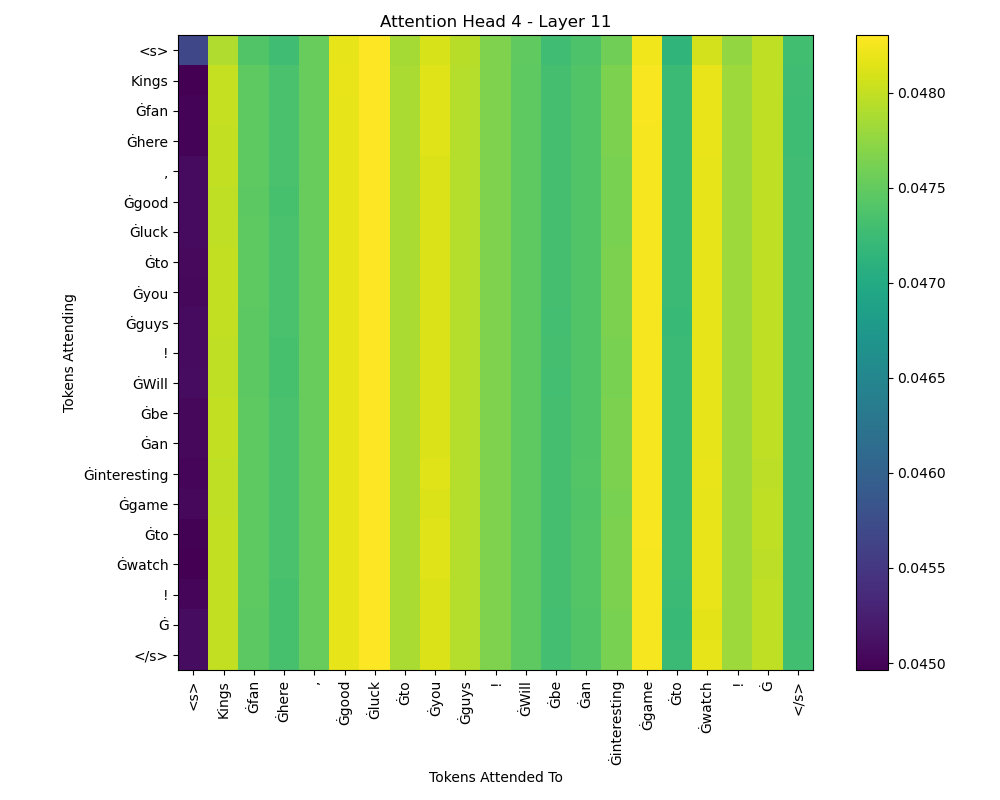 Attention Head 4 - Layer 11
<s>
Kings
Ġfan
Ġhere
,
Ġgood
Ġluck
Ġto
Ġyou
Ġguys
!
ĠWill
Ġbe
Ġan
Ġinteresting
Ġgame
Ġto
Ġwatch
!
Ġ
</s>
Tokens Attending
<s>
Kings
Ġfan
Ġhere
,
Ġgood
Ġluck
Ġto
Ġyou
Ġguys
!
ĠWill
Ġbe
Ġan
Ġinteresting
Ġgame
Ġto
Ġwatch
!
Ġ
</s>
Tokens Attended To
0.0480
0.0475
0.0470
0.0465
0.0460
0.0455
0.0450